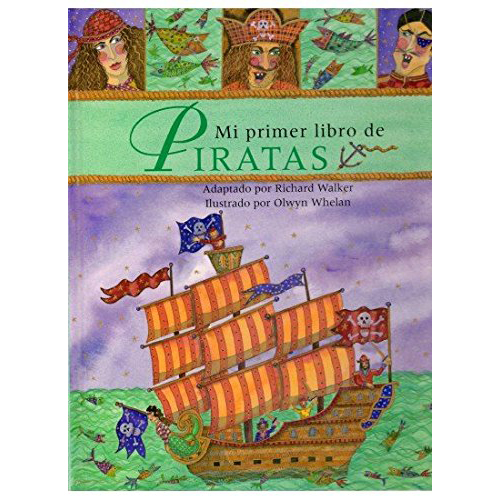 Mi primer libro de
PIRATAS
Adaptado por Richard Walker
Ilustrado por Olwyn Whelan